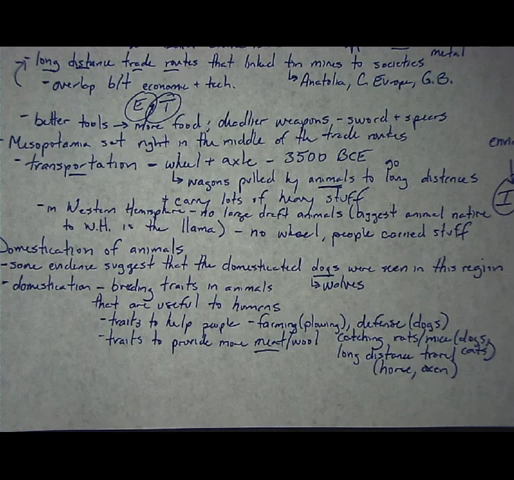 metal
- long distance trade routes that linked tin mines to societies
↳ Anatolia, C. Europe, G.B.
- overlap b/t economic + tech.
E T
- better tools → more food, deadlier weapons, - sword + spears
- Mesopotamia sat right in the middle of the trade routes
- transportation - wheel + axle - 3500 BCE
↳ wagons pulled by animals to go long distences
+ carry lots of heavy stuff
I
- in Western Hemisphere - no large draft animals (biggest animal native
to W.H. is the llama) - no wheel, people carried stuff
Domestication of animals
- some evidence suggest that the domesticated dogs were seen in this region
↳ wolves
- domestication - breeding traits in animals
that are useful to humans
- traits to help people - farming (plowing), defense (dogs)
catching rats/mice (dogs, cats)
- traits to provide more meat/wool
long distance travel
(horse, oxen)